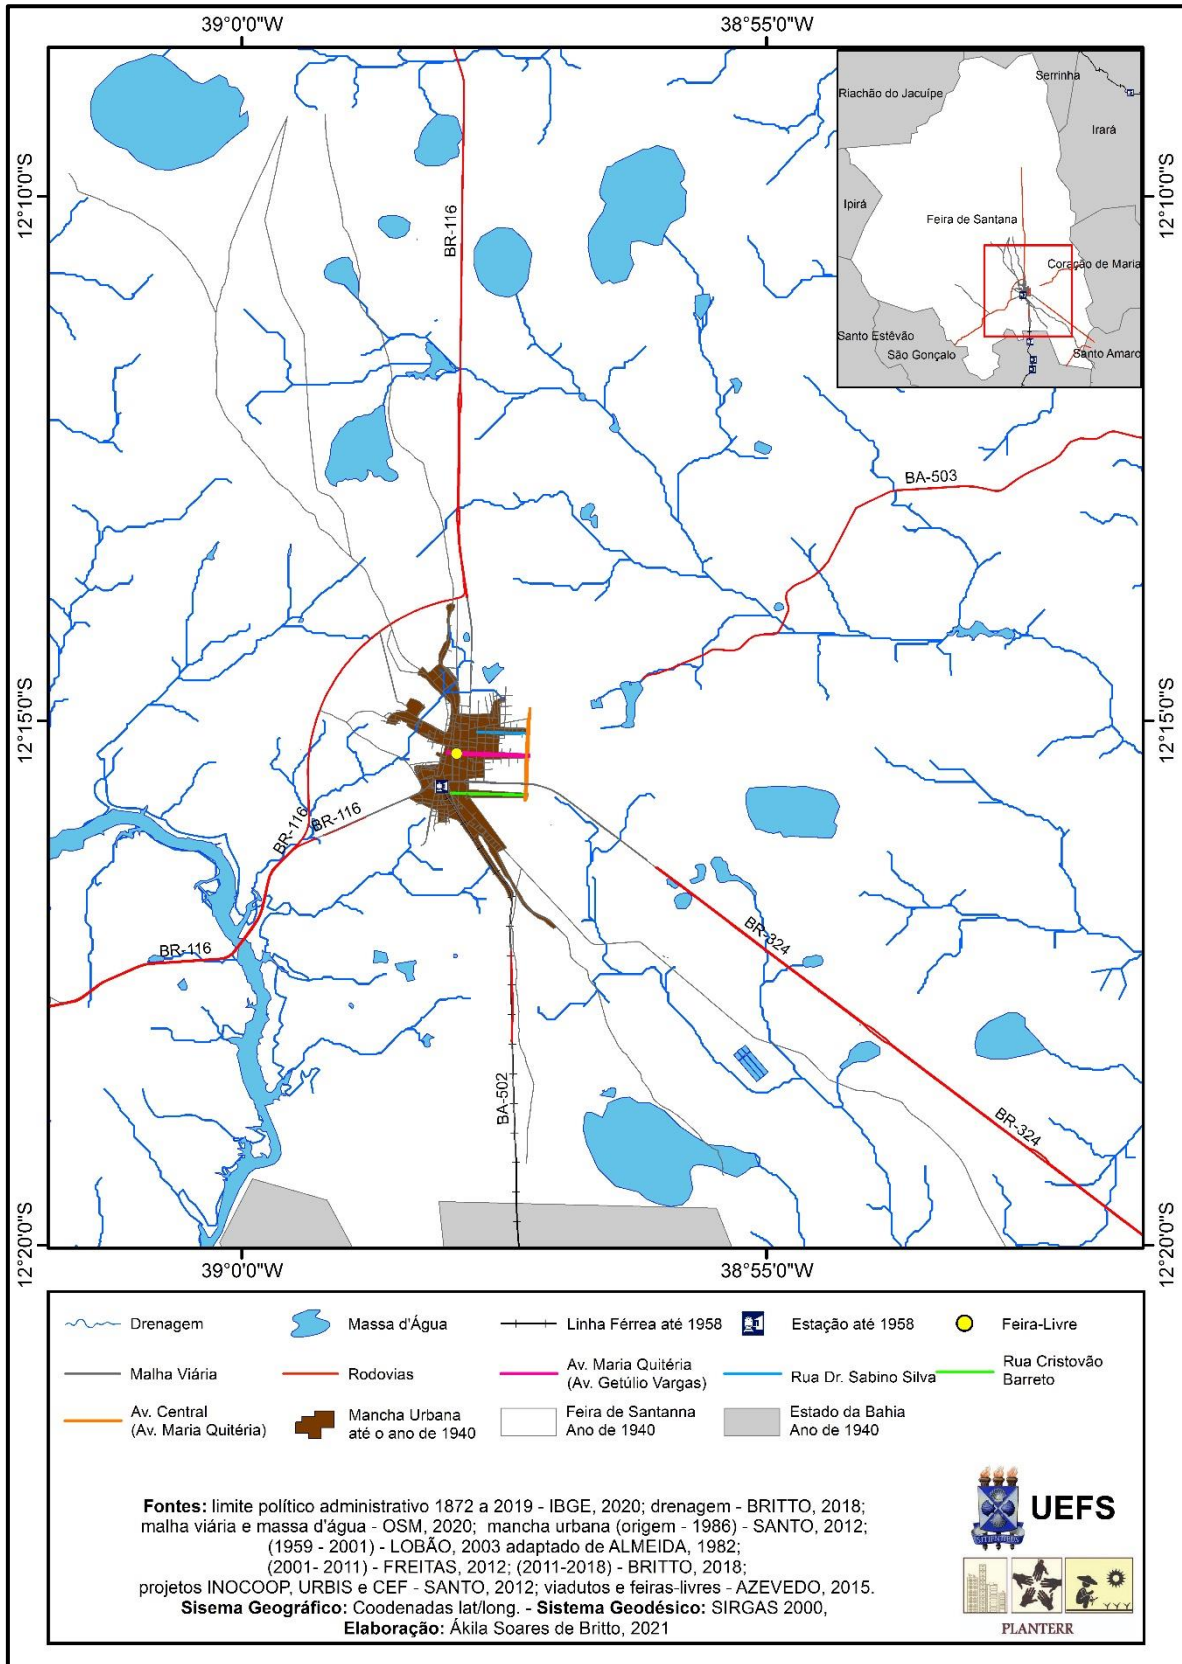 39°0'0"W
38°55'0"W
12°10'0"S
12°10'0"S
12°15'0"S
12°15'0"S
12°20'0"S
12°20'0"S
39°0'0"W
38°55'0"W
Serrinha
Riachão do Jacuípe
Irará
Ipirá
Feira de Santana
Coração de Maria
Santo Estêvão
São Gonçalo
Santo Amaro
BR-116
BA-503
BR-116
BR-116
BR-116
BR-324
BA-502
BR-324
Drenagem
Massa d'Água
Linha Férrea até 1958
Estação até 1958
Feira-Livre
Malha Viária
Rodovias
Av. Maria Quitéria
(Av. Getúlio Vargas)
Rua Dr. Sabino Silva
Rua Cristovão
Barreto
Av. Central
(Av. Maria Quitéria)
Mancha Urbana
até o ano de 1940
Feira de Santanna
Ano de 1940
Estado da Bahia
Ano de 1940
Fontes: limite político administrativo 1872 a 2019 - IBGE, 2020; drenagem - BRITTO, 2018;
malha viária e massa d'água - OSM, 2020; mancha urbana (origem - 1986) - SANTO, 2012;
(1959 - 2001) - LOBÃO, 2003 adaptado de ALMEIDA, 1982;
(2001- 2011) - FREITAS, 2012; (2011-2018) - BRITTO, 2018;
projetos INOCOOP, URBIS e CEF - SANTO, 2012; viadutos e feiras-livres - AZEVEDO, 2015.
Sisema Geográfico: Coodenadas lat/long. - Sistema Geodésico: SIRGAS 2000,
Elaboração: Ákila Soares de Britto, 2021
UEFS
PLANTERR